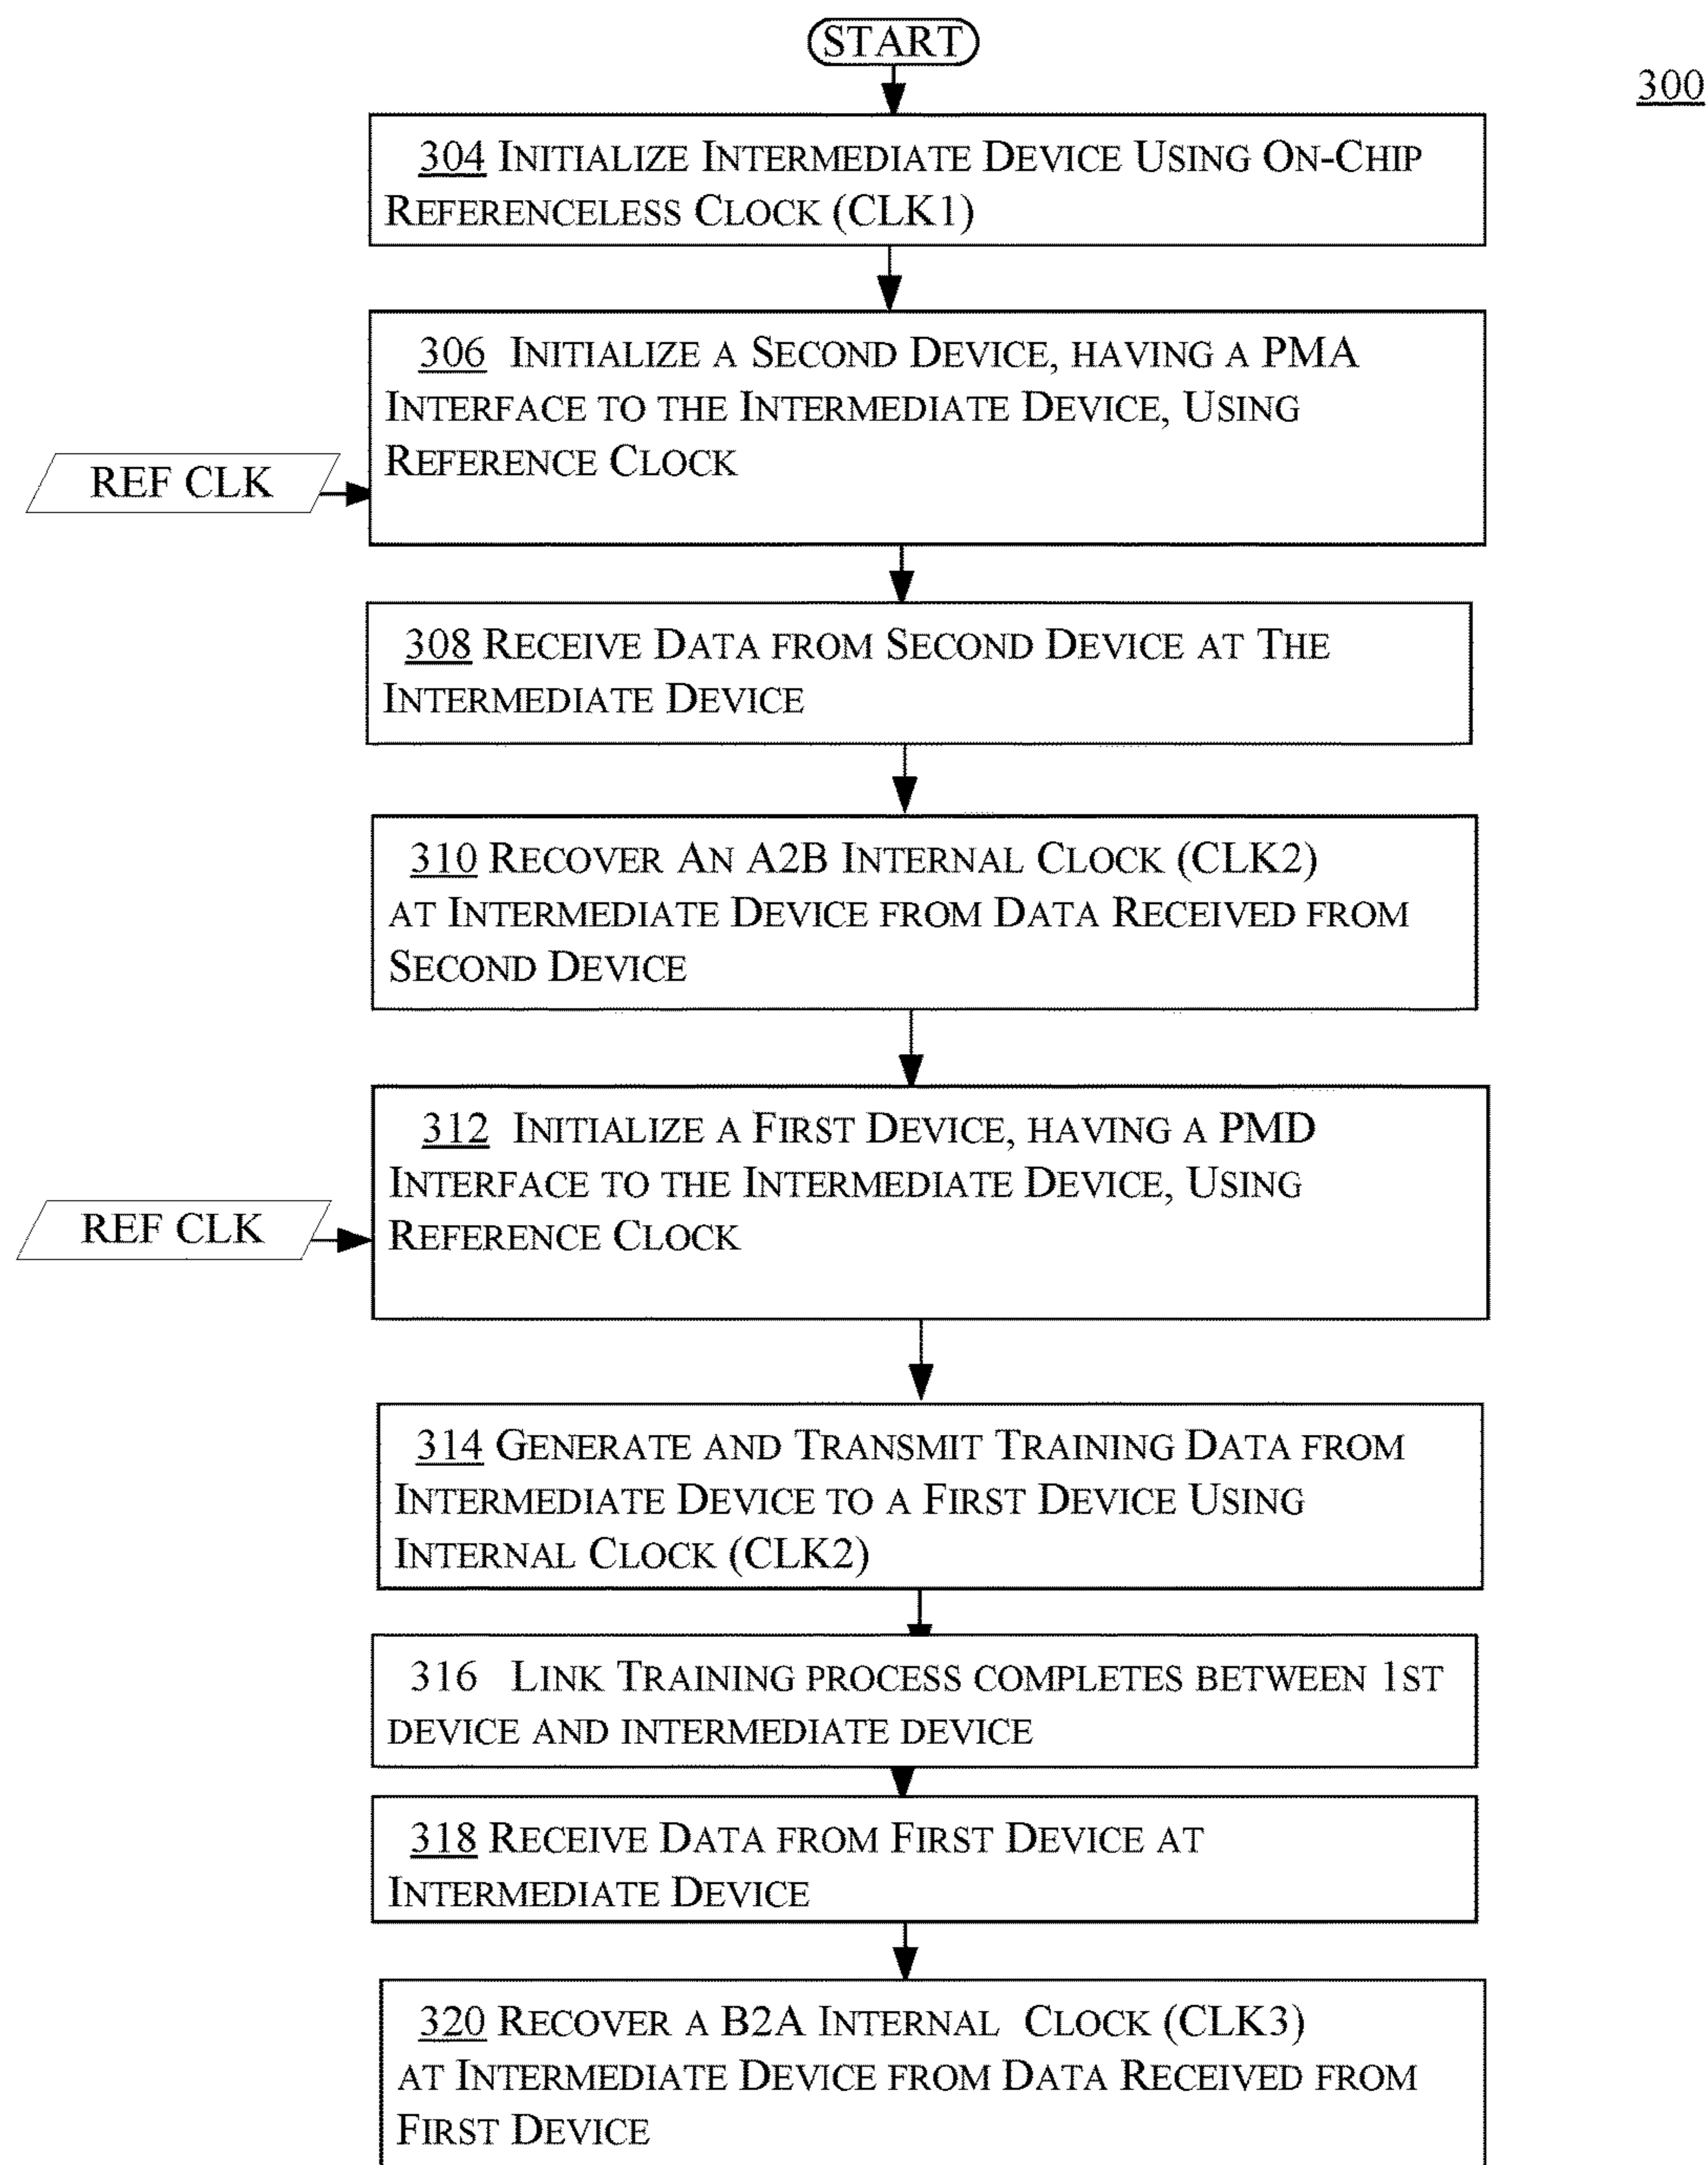 START
300
304 INITIALIZE INTERMEDIATE DEVICE USING ON-CHIP
REFERENCELESS CLOCK (CLK1)
306 INITIALIZE A SECOND DEVICE, HAVING A PMA
INTERFACE TO THE INTERMEDIATE DEVICE, USING
REFERENCE CLOCK
REF CLK
308 RECEIVE DATA FROM SECOND DEVICE AT THE
INTERMEDIATE DEVICE
310 RECOVER AN A2B INTERNAL CLOCK (CLK2)
AT INTERMEDIATE DEVICE FROM DATA RECEIVED FROM
SECOND DEVICE
312 INITIALIZE A FIRST DEVICE, HAVING A PMD
INTERFACE TO THE INTERMEDIATE DEVICE, USING
REFERENCE CLOCK
REF CLK
314 GENERATE AND TRANSMIT TRAINING DATA FROM
INTERMEDIATE DEVICE TO A FIRST DEVICE USING
INTERNAL CLOCK (CLK2)
316 LINK TRAINING PROCESS COMPLETES BETWEEN 1ST
DEVICE AND INTERMEDIATE DEVICE
318 RECEIVE DATA FROM FIRST DEVICE AT
INTERMEDIATE DEVICE
320 RECOVER A B2A INTERNAL CLOCK (CLK3)
AT INTERMEDIATE DEVICE FROM DATA RECEIVED FROM
FIRST DEVICE